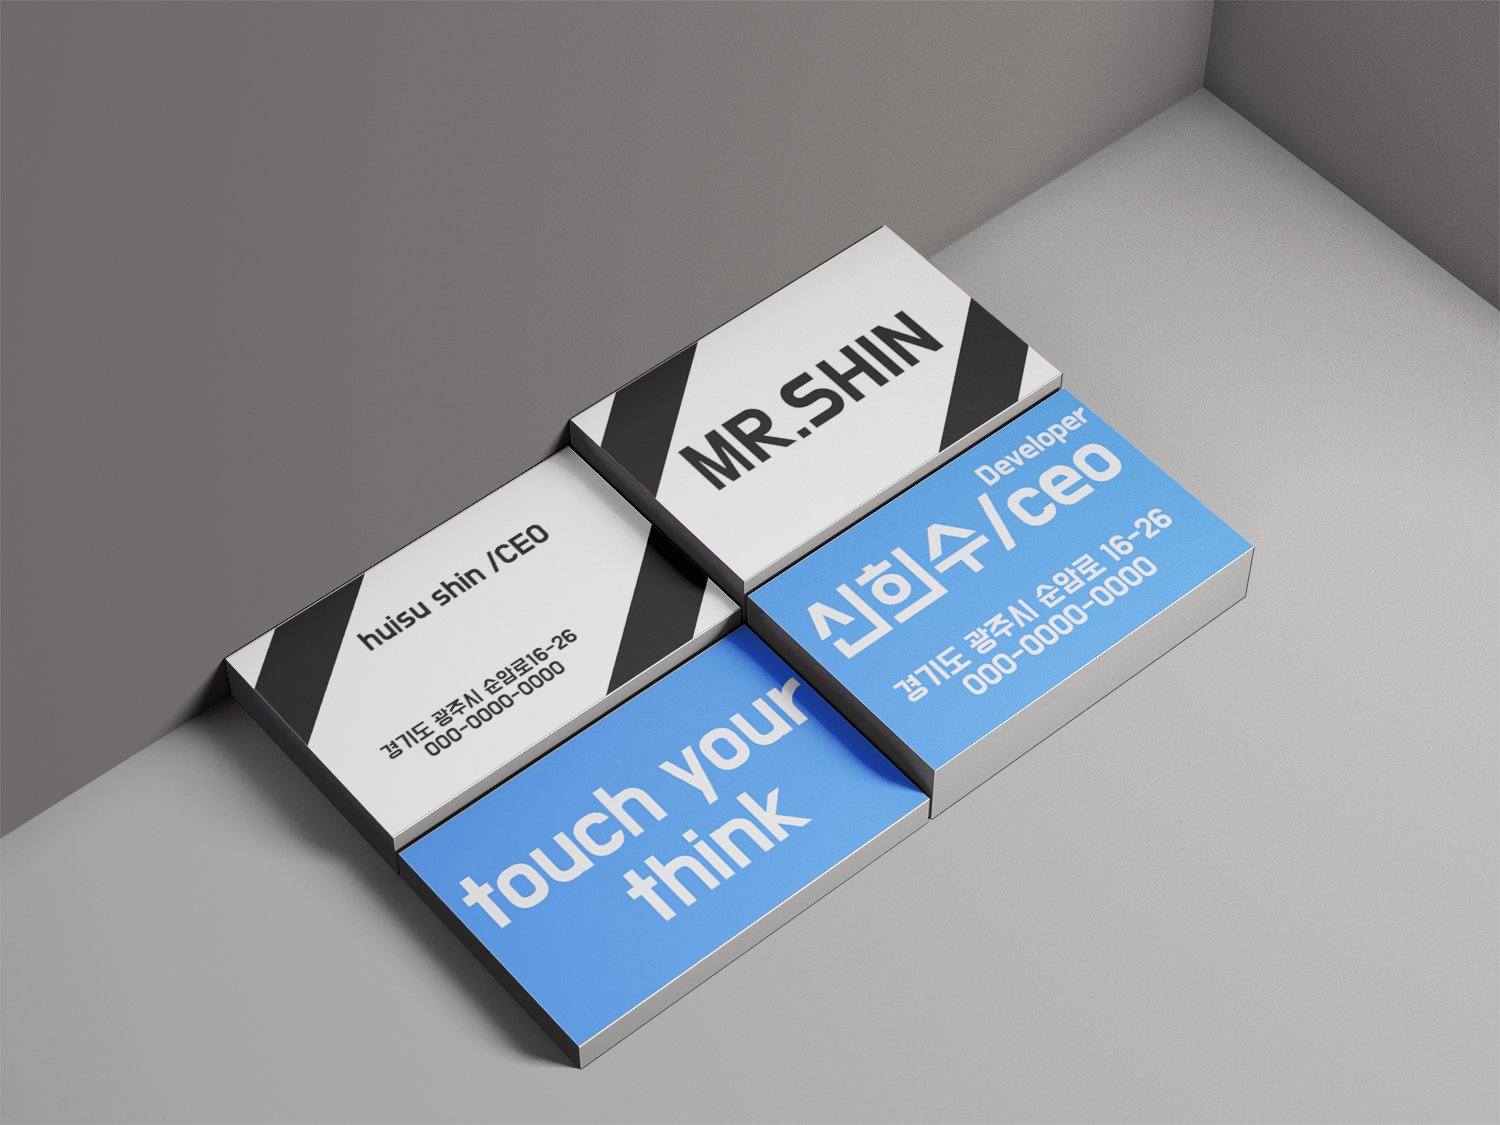 MR.SHIN
huisu shin /CEO
경기도 광주시 순암로16-26
000-0000-0000
Developer
신희수/ceo
경기도 광주시 순암로 16-26
000-0000-0000
touch your
think